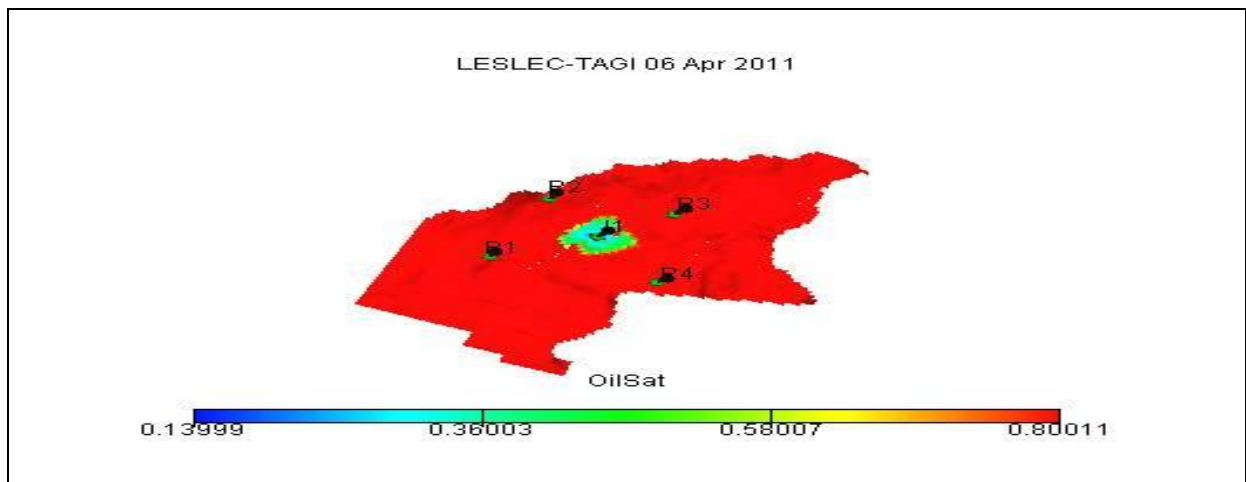 LESLEC-TAGI 06 Apr 2011
P2
P3
I1
P1
P4
OilSat
0.13999 0.36003 0.58007 0.80011